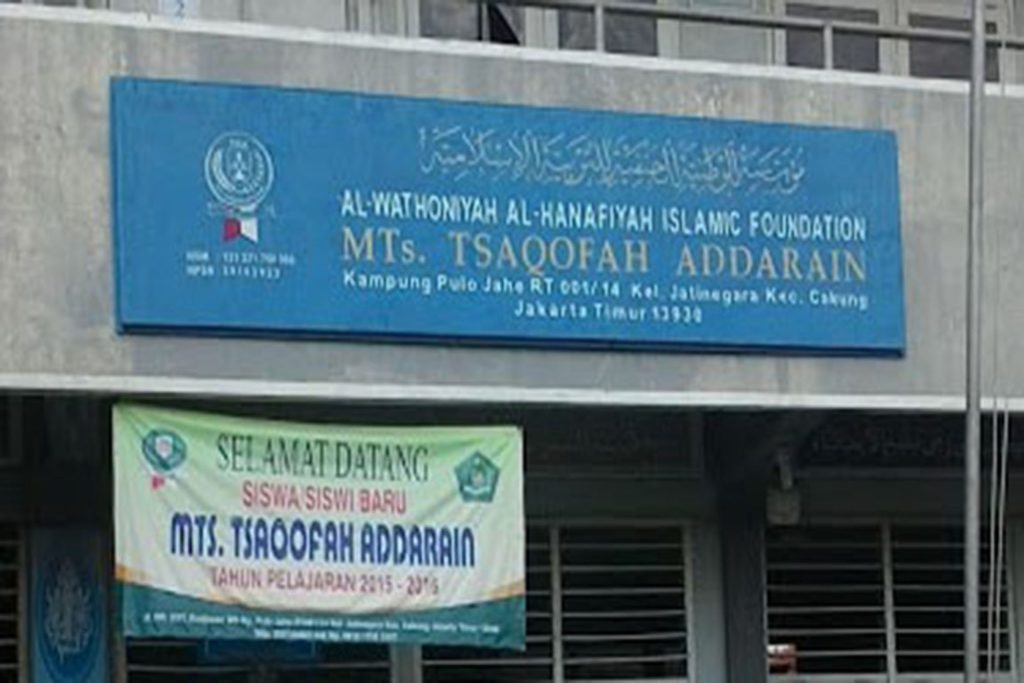 مؤسسة الوطنية الحنفية للتربية الإسلامية
AL-WATHONIYAH AL-HANAFIYAH ISLAMIC FOUNDATION
MTs. TSAQOFAH ADDARAIN
Kampung Pulo Jahe RT 001/14 Kel. Jatinegara Kec. Cakung
Jakarta Timur 13930
SELAMAT DATANG
SISWA/SISWI BARU
MTS. TSAQOFAH ADDARAIN
TAHUN PELAJARAN 2015 - 2016